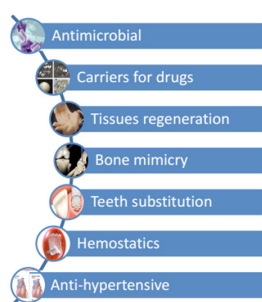 Antimicrobial
Carriers for drugs
Tissues regeneration
Bone mimicry
Teeth substitution
Hemostatics
Anti-hypertensive